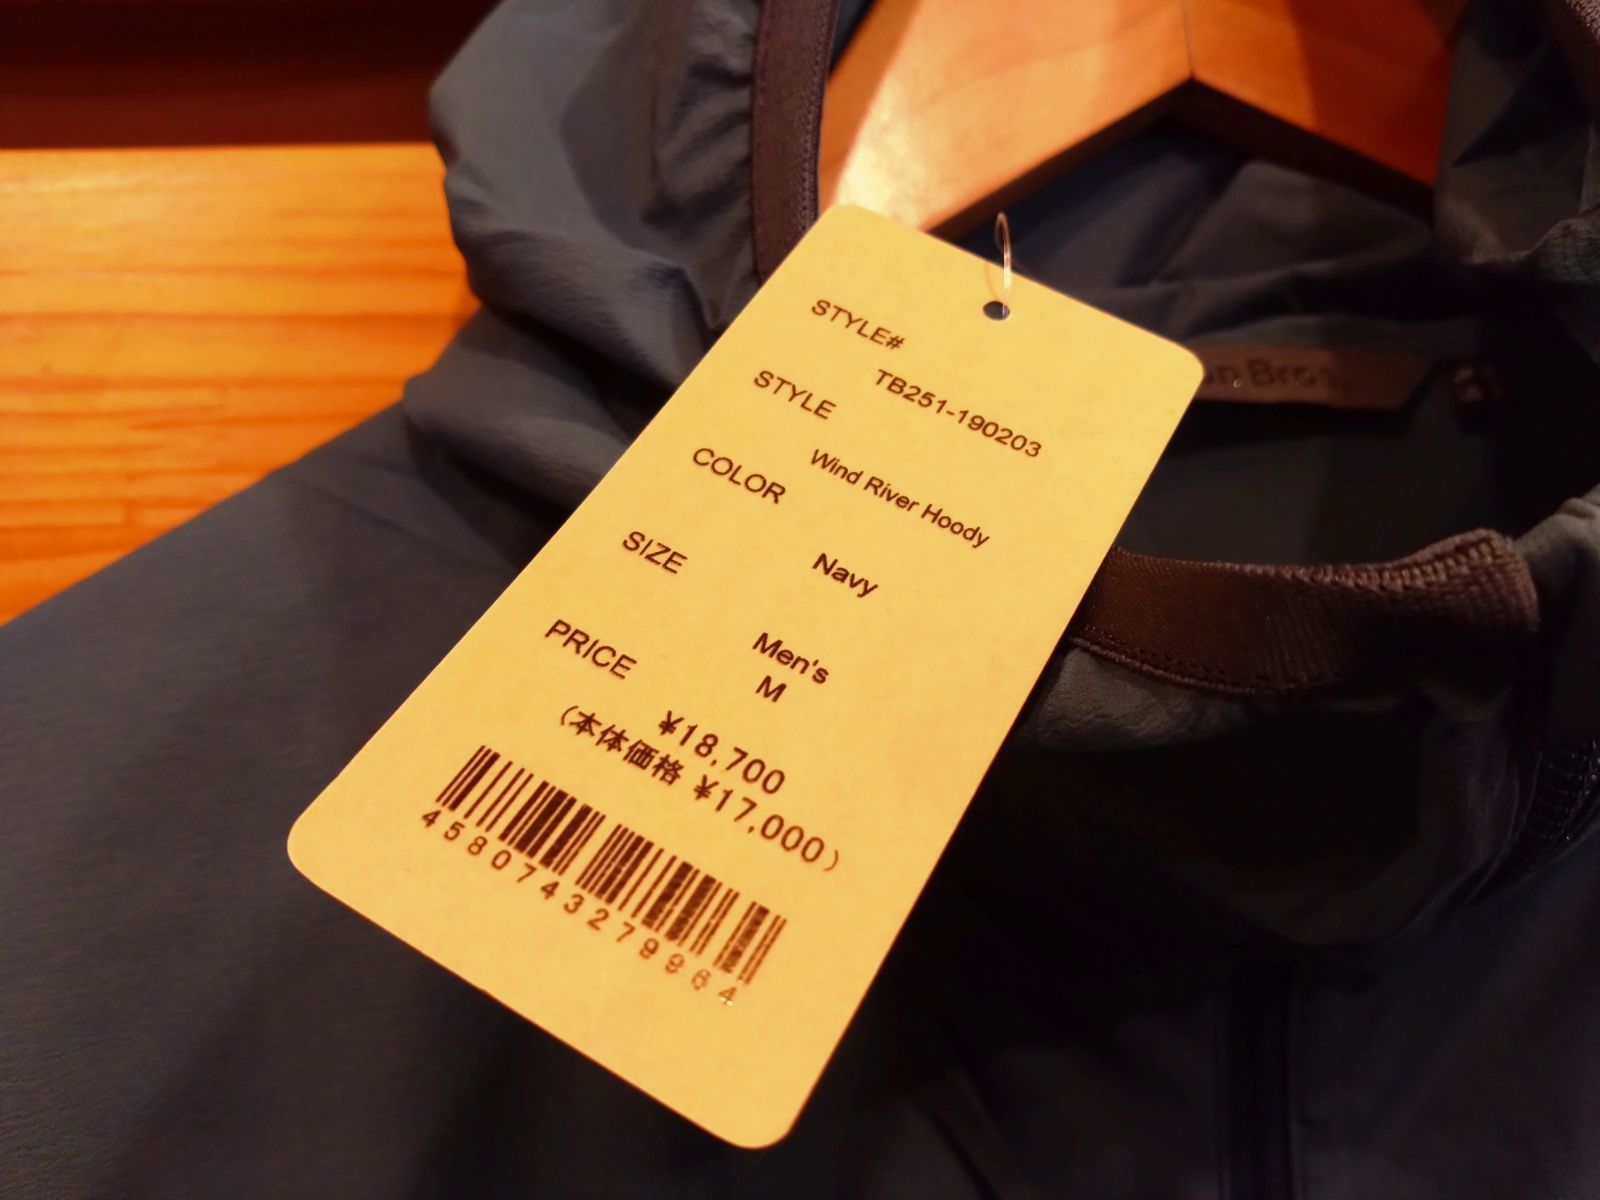 STYLE#
TB251-190203
STYLE
Wind River Hoody
COLOR
Navy
SIZE
Men's
M
PRICE
¥18,700
(本体価格 ¥17,000)
4580743279964
Bros